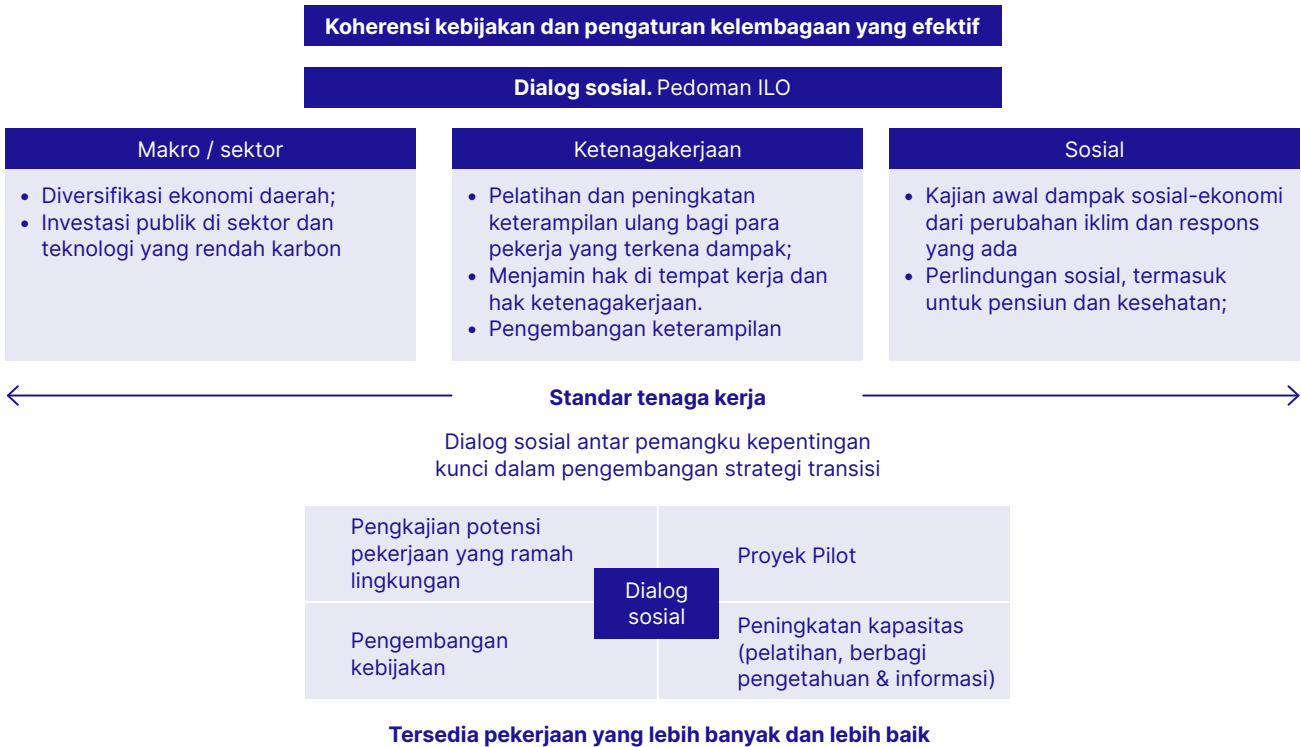 Koherensi kebijakan dan pengaturan kelembagaan yang efektif
Dialog sosial. Pedoman ILO
Makro / sektor
• Diversifikasi ekonomi daerah;
• Investasi publik di sektor dan
teknologi yang rendah karbon
Ketenagakerjaan
• Pelatihan dan peningkatan
keterampilan ulang bagi para
pekerja yang terkena dampak;
• Menjamin hak di tempat kerja dan
hak ketenagakerjaan.
• Pengembangan keterampilan
Sosial
• Kajian awal dampak sosial-ekonomi
dari perubahan iklim dan respons
yang ada
• Perlindungan sosial, termasuk
untuk pensiun dan kesehatan;
Standar tenaga kerja
Dialog sosial antar pemangku kepentingan
kunci dalam pengembangan strategi transisi
Pengkajian potensi
pekerjaan yang ramah
lingkungan
Proyek Pilot
Dialog
sosial
Pengembangan
kebijakan
Peningkatan kapasitas
(pelatihan, berbagi
pengetahuan & informasi)
Tersedia pekerjaan yang lebih banyak dan lebih baik